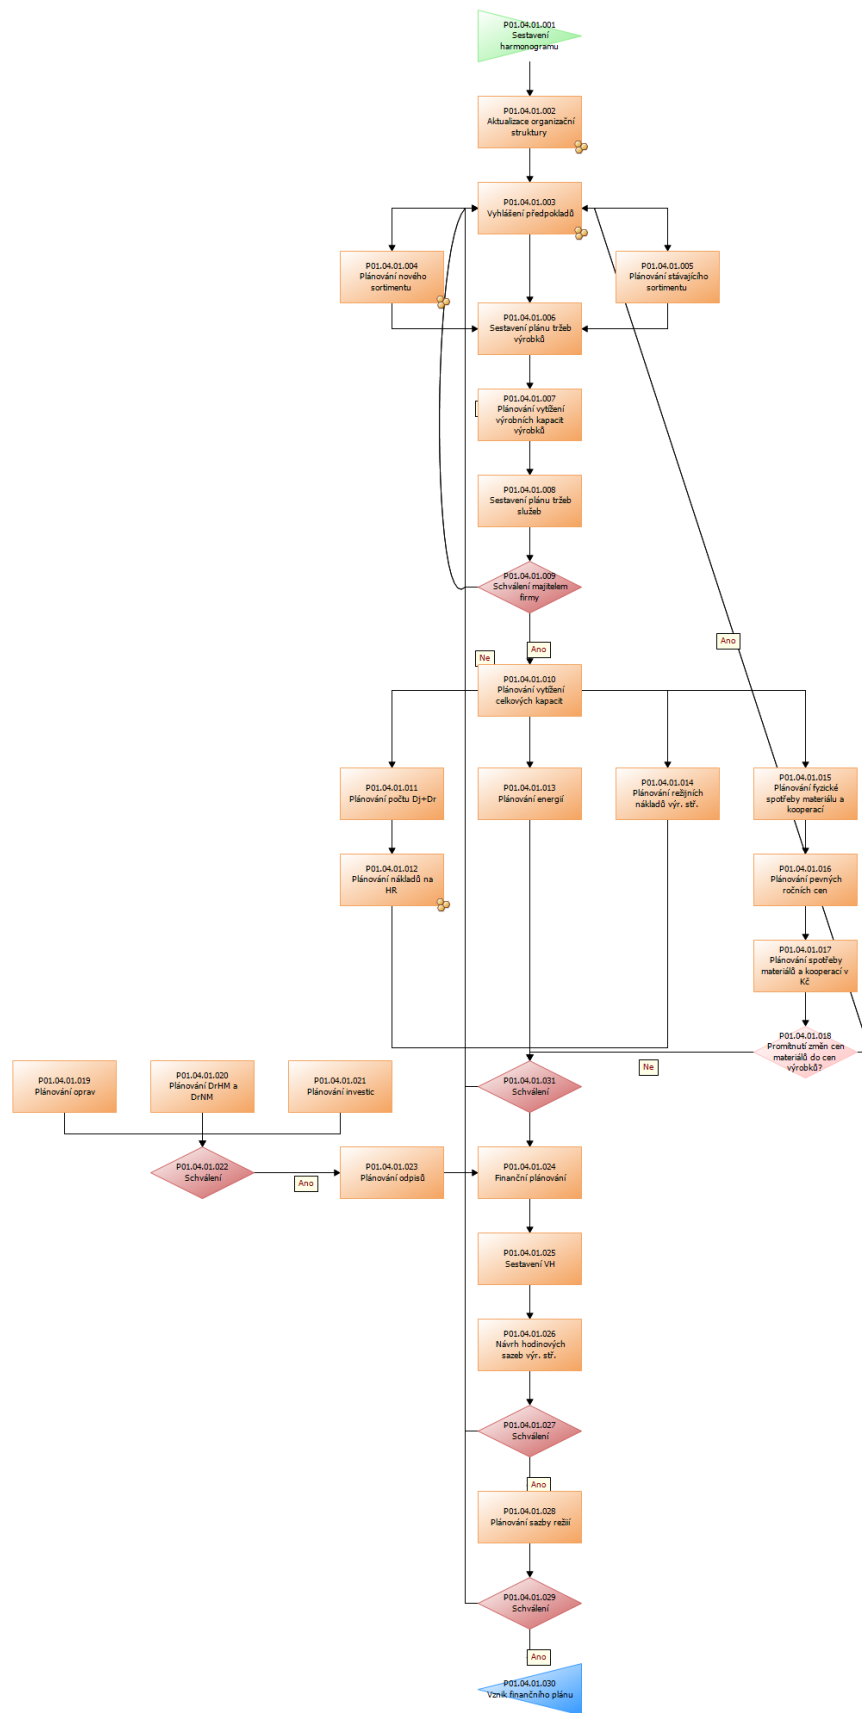 P01.04.01.001
Sestavení
harmonogramu
P01.04.01.002
Aktualizace organizační
struktury
P01.04.01.003
Vyhlášení předpokladů
P01.04.01.004
Plánování nového
sortimentu
P01.04.01.005
Plánování stávajícího
sortimentu
P01.04.01.006
Sestavení plánu tržeb
výrobků
P01.04.01.007
Plánování vytížení
výrobních kapacit
výrobků
P01.04.01.008
Sestavení plánu tržeb
služeb
P01.04.01.009
Schválení majitelem
firmy
Ano
Ano
Ne
P01.04.01.010
Plánování vytížení
celkových kapacit
P01.04.01.011
Plánování počtu Dj+Dr
P01.04.01.013
Plánování energií
P01.04.01.014
Plánování režijních
nákladů výr. stř.
P01.04.01.015
Plánování fyzické
spotřeby materiálu a
kooperací
P01.04.01.012
Plánování nákladů na
HR
P01.04.01.016
Plánování pevných
ročních cen
P01.04.01.017
Plánování spotřeby
materiálů a kooperací v
Kč
P01.04.01.018
Promítnutí změn cen
materiálů do cen
výrobků?
Ne
P01.04.01.019
Plánování oprav
P01.04.01.020
Plánování DrHM a
DrNM
P01.04.01.021
Plánování investic
P01.04.01.031
Schválení
P01.04.01.022
Schválení
Ano
P01.04.01.023
Plánování odpisů
P01.04.01.024
Finanční plánování
P01.04.01.025
Sestavení VH
P01.04.01.026
Návrh hodinových
sazeb výr. stř.
P01.04.01.027
Schválení
Ano
P01.04.01.028
Plánování sazby režií
P01.04.01.029
Schválení
Ano
P01.04.01.030
Vznik finančního plánu